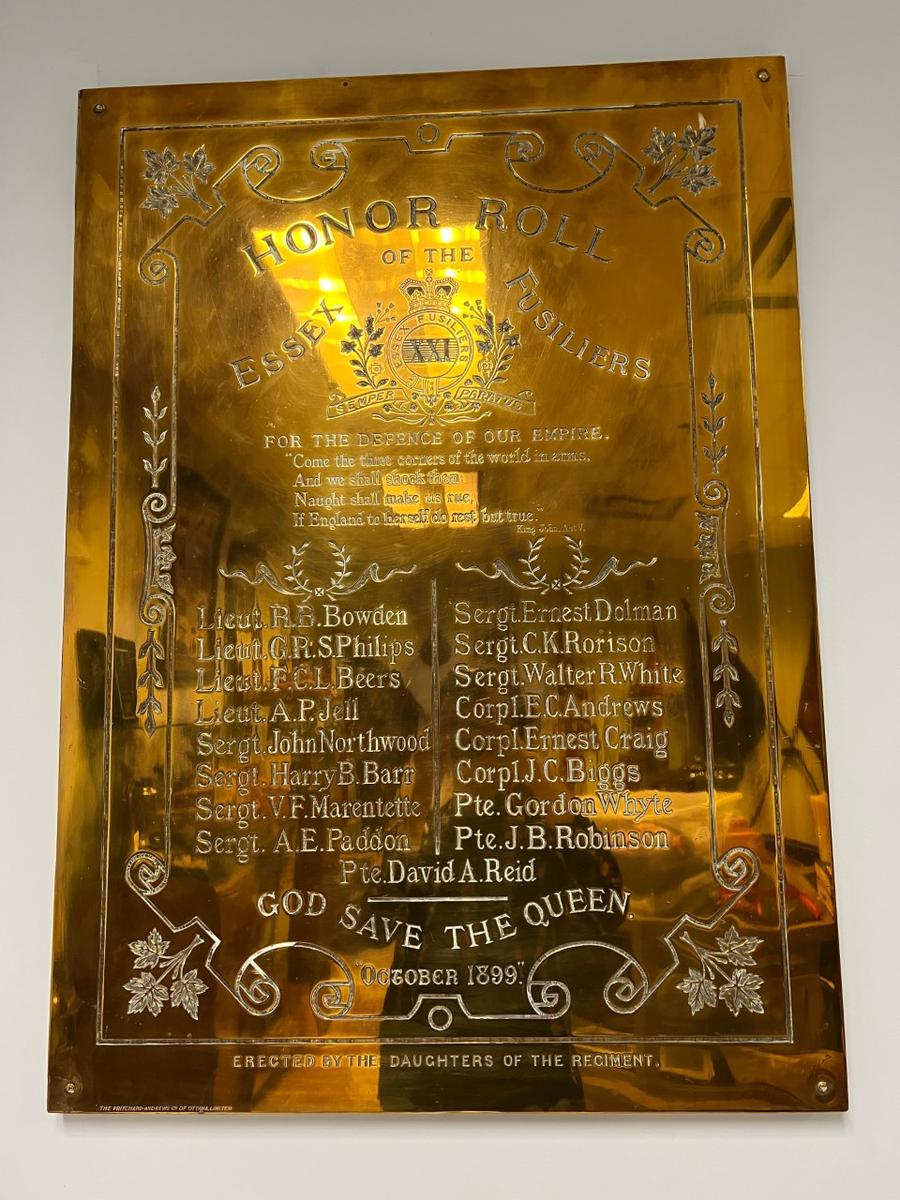 HONOR ROLL
OF THE
ESSEX FUSILIERS
ESSEX FUSILIERS
XXI
SEMPER PARATUS
FOR THE DEFENCE OF OUR EMPIRE.
"Come the three corners of the world in arms,
And we shall shock them:
Naught shall make us rue,
If England to herself do rest but true."
King John. Act V.
Lieut. R.B. Bowden
Lieut. G.R.S. Philips
Lieut. F.C.L. Beers
Lieut. A.P. Jell
Sergt. John Northwood
Sergt. Harry B. Barr
Sergt. V.F. Marentette
Sergt. A.E. Paddon
Sergt. Ernest Dolman
Sergt. C.K. Rorison
Sergt. Walter R. White
Corpl. E.C. Andrews
Corpl. Ernest Craig
Corpl. J.C. Biggs
Pte. Gordon Whyte
Pte. J.B. Robinson
Pte. David A. Reid
GOD SAVE THE QUEEN.
"OCTOBER 1899."
ERECTED BY THE DAUGHTERS OF THE REGIMENT.
THE PRITCHARD-ANDREWS Co OF OTTAWA, LIMITED